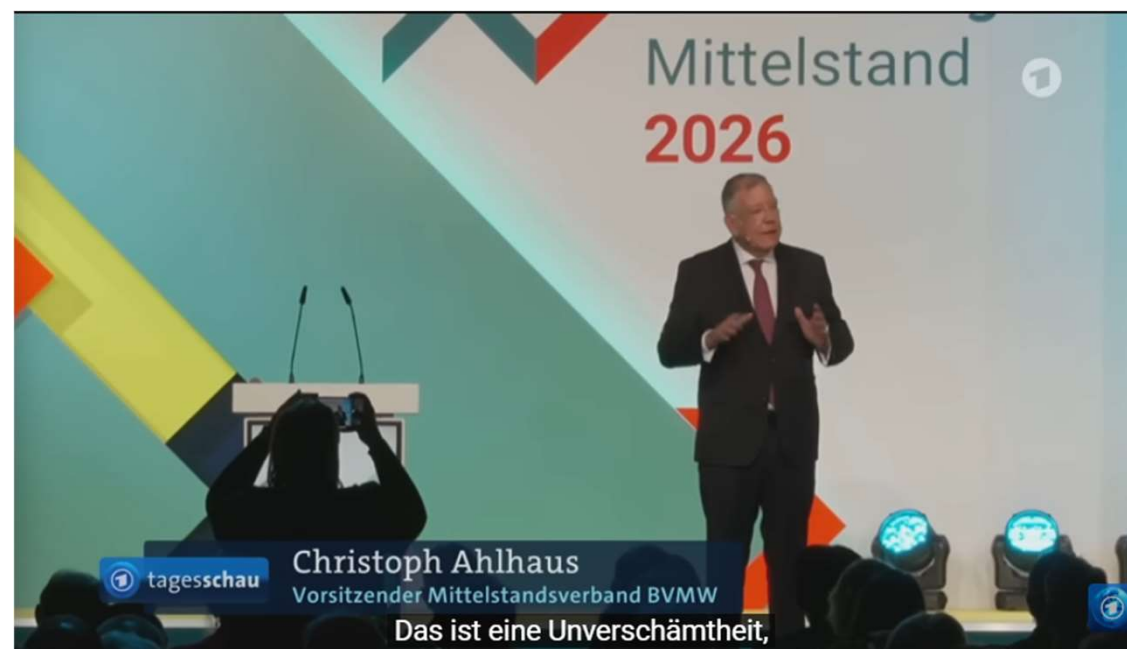 Mittelstand
2026
tagesschau
Christoph Ahlhaus
Vorsitzender Mittelstandsverband BVMW
Das ist eine Unverschämtheit,